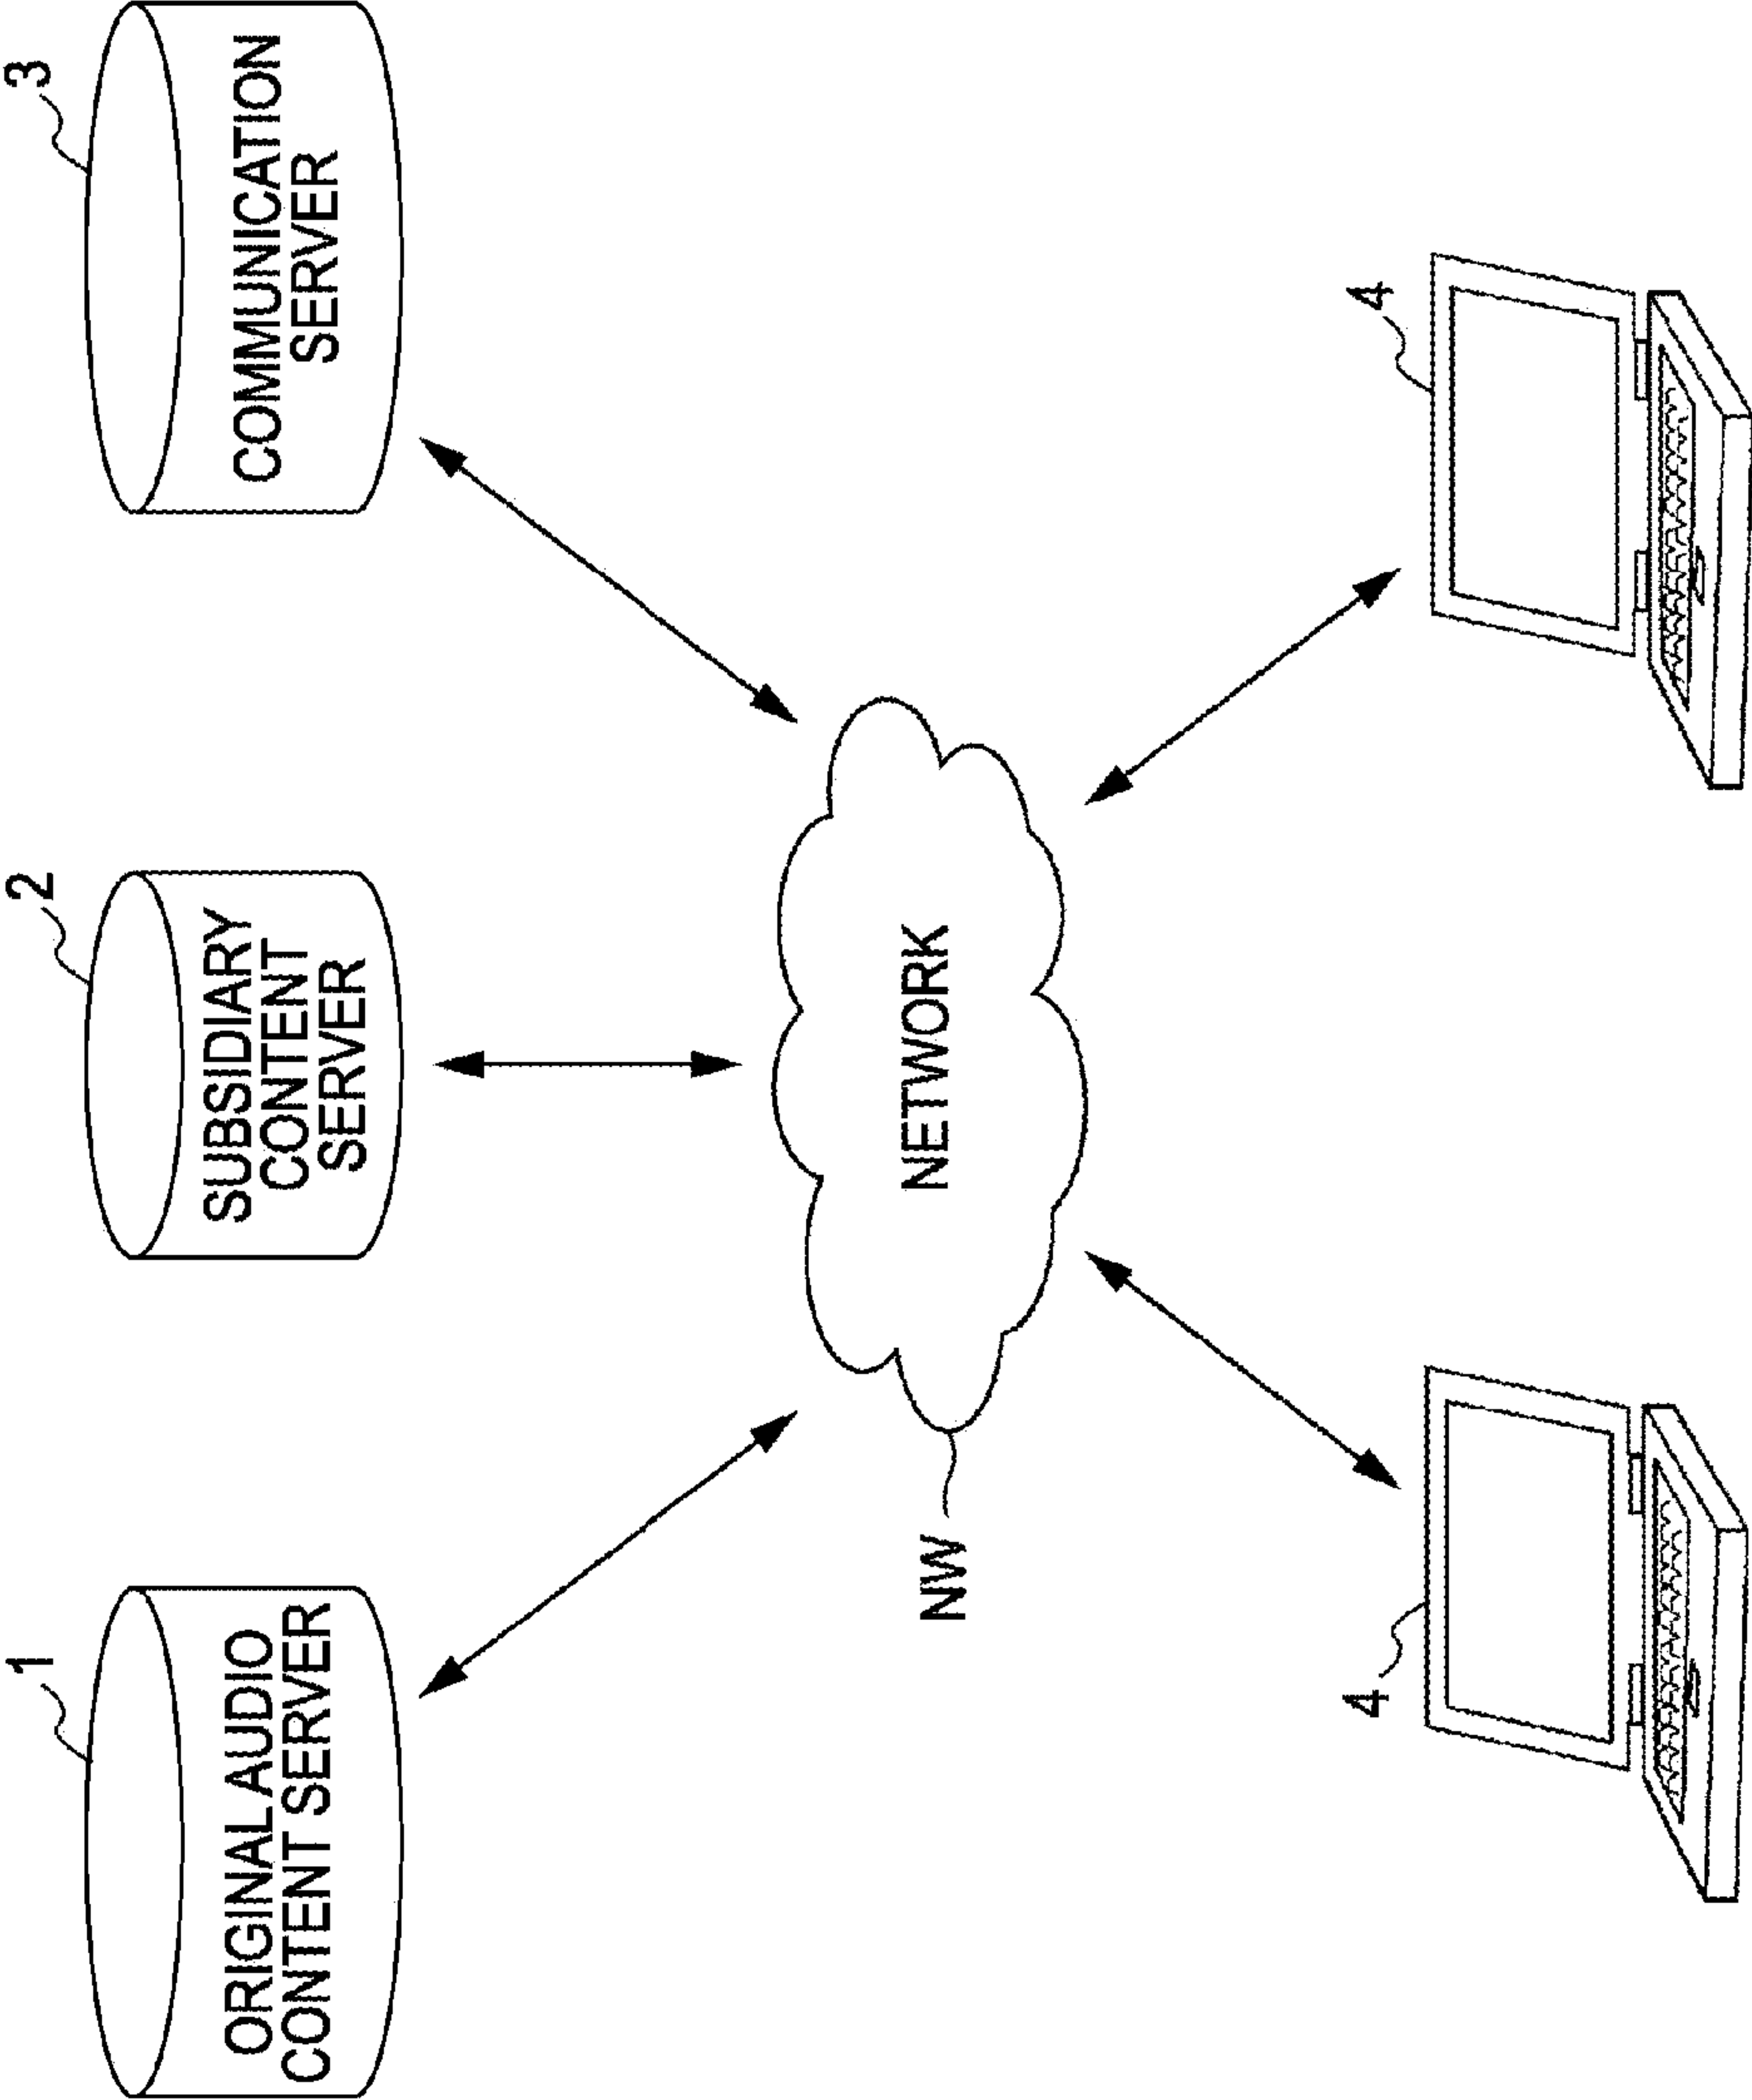 1
ORIGINAL AUDIO
CONTENT SERVER
2
SUBSIDIARY
CONTENT
SERVER
3
COMMUNICATION
SERVER
NETWORK
NW
4
4